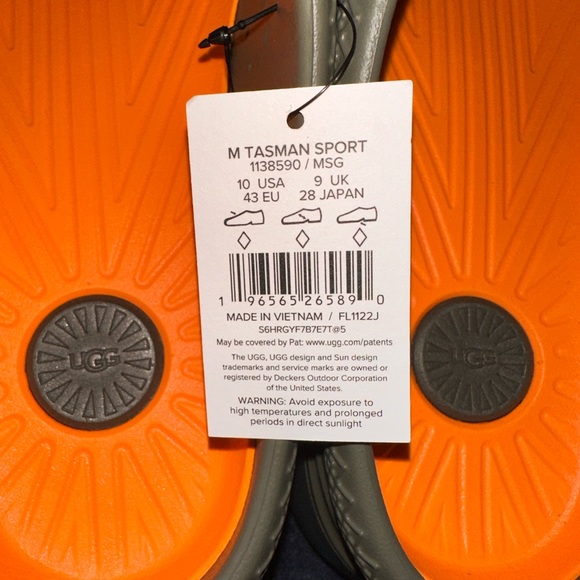 M TASMAN SPORT
1138590 / MSG
10 USA 9 UK
43 EU 28 JAPAN
1 96565 26589 0
MADE IN VIETNAM / FL1122J
S6HRGYF7B7E7T@5
May be covered by Pat: www.ugg.com/patents
The UGG, UGG design and Sun design
trademarks and service marks are owned or
registered by Deckers Outdoor Corporation
of the United States.
WARNING: Avoid exposure to
high temperatures and prolonged
periods in direct sunlight
UGG
UGG